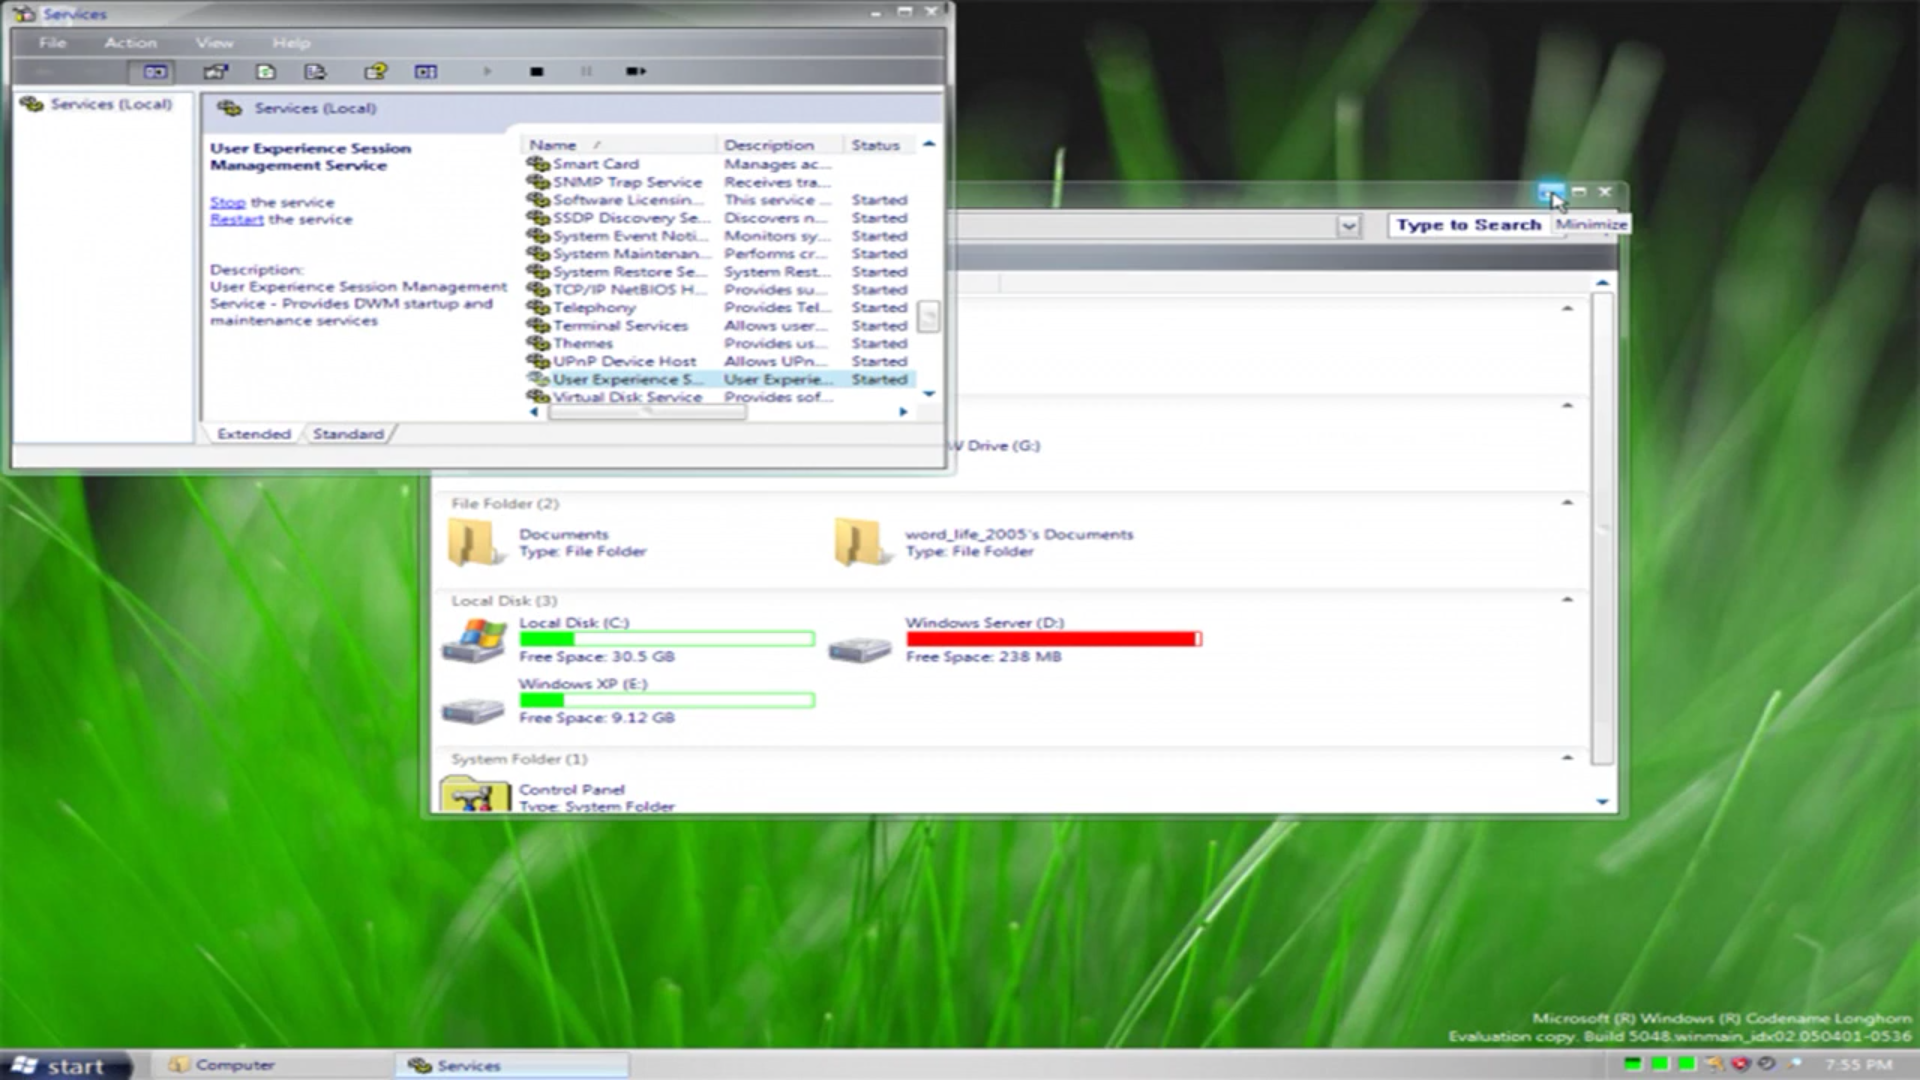 Services
File Action View Help
Services (Local)
Services (Local)
User Experience Session
Management Service
Stop the service
Restart the service
Description:
User Experience Session Management
Service - Provides DWM startup and
maintenance services
Name Description Status
Smart Card Manages ac...
SNMP Trap Service Receives tra...
Software Licensin... This service ... Started
SSDP Discovery Se... Discovers n... Started
System Event Noti... Monitors sy... Started
System Maintenan... Performs cr... Started
System Restore Se... System Rest... Started
TCP/IP NetBIOS H... Provides su... Started
Telephony Provides Tel... Started
Terminal Services Allows user... Started
Themes Provides us... Started
UPnP Device Host Allows UPn... Started
User Experience S... User Experie... Started
Virtual Disk Service Provides sof...
Extended Standard
Type to Search
Minimize
W Drive (G:)
File Folder (2)
Documents
Type: File Folder
word_life_2005's Documents
Type: File Folder
Local Disk (3)
Local Disk (C:)
Free Space: 30.5 GB
Windows Server (D:)
Free Space: 238 MB
Windows XP (E:)
Free Space: 9.12 GB
System Folder (1)
Control Panel
Type: System Folder
Microsoft (R) Windows (R) Codename Longhorn
Evaluation copy. Build 5048.winmain_idx02.050401-0536
start Computer Services 7:55 PM